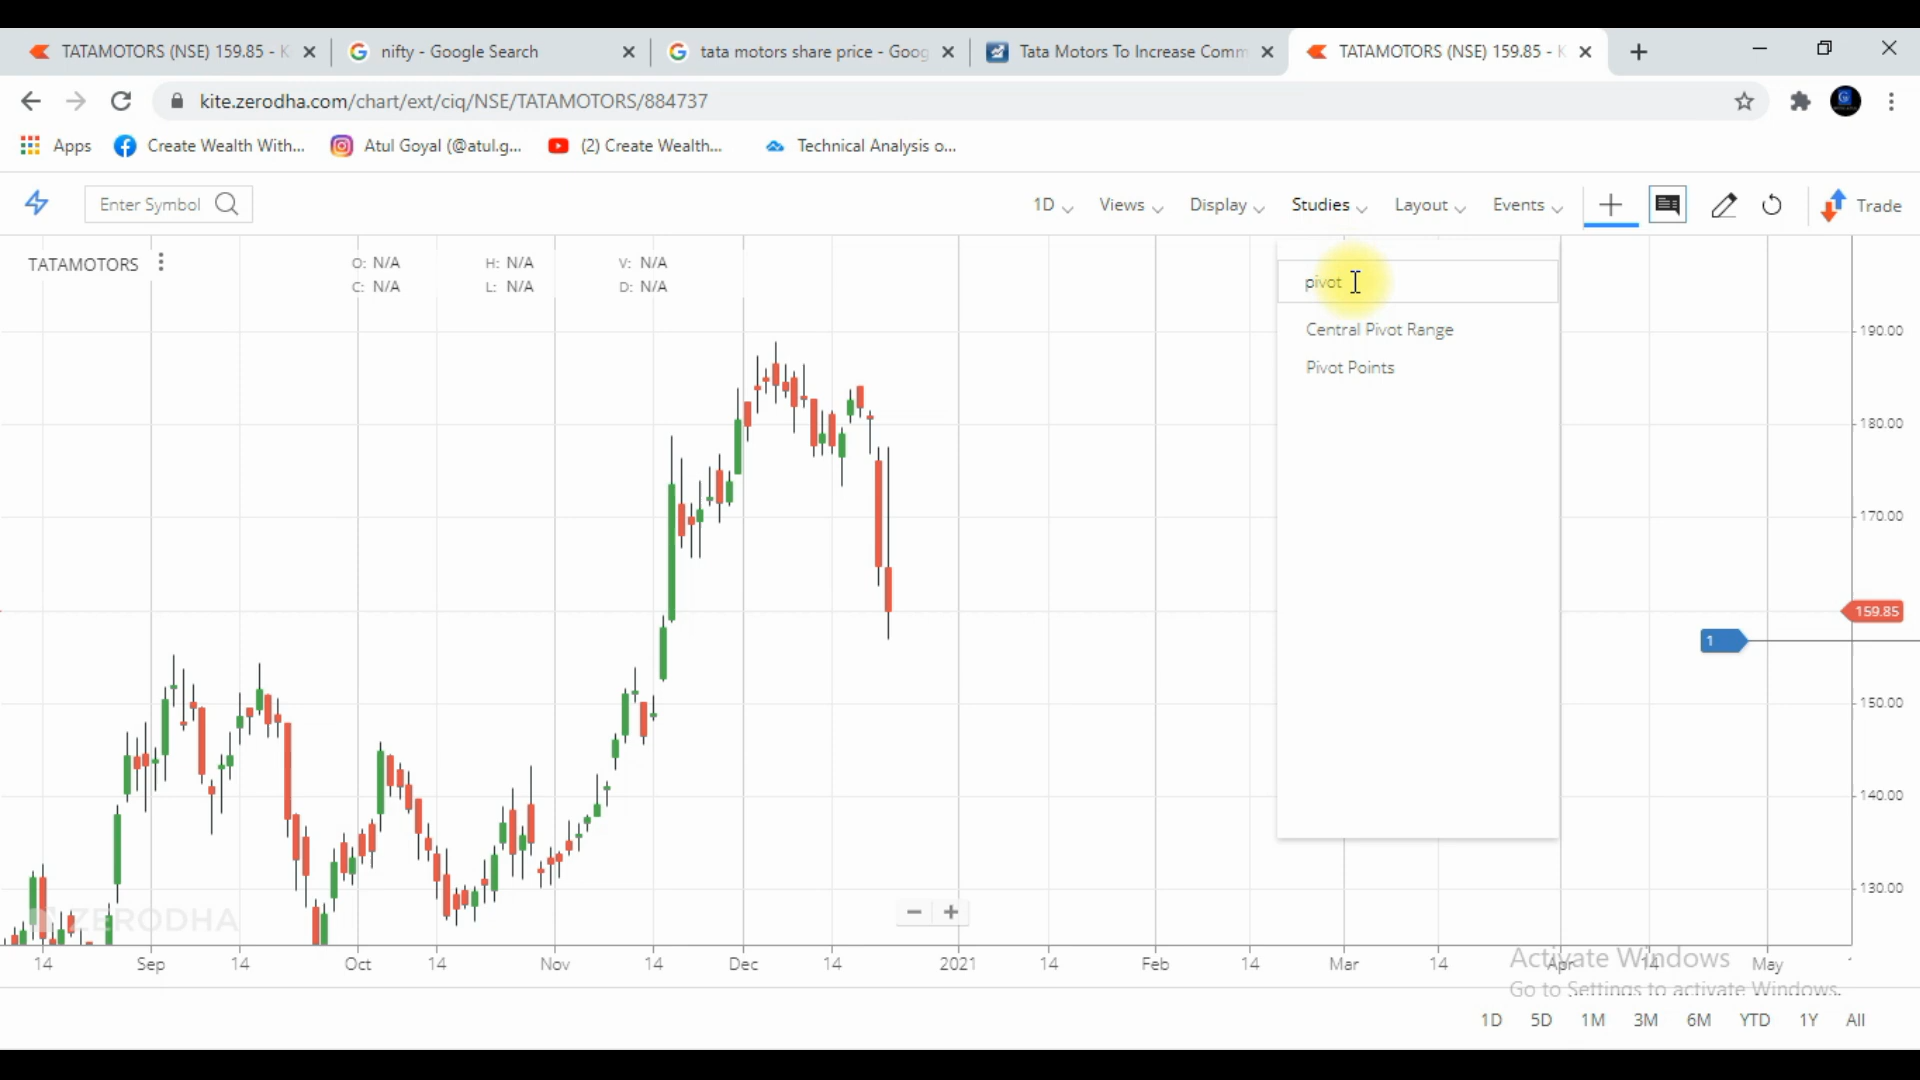 TATAMOTORS (NSE) 159.85 - K
nifty - Google Search
tata motors share price - Goog
Tata Motors To Increase Comm
TATAMOTORS (NSE) 159.85 - K
kite.zerodha.com/chart/ext/ciq/NSE/TATAMOTORS/884737
Apps
Create Wealth With...
Atul Goyal (@atul.g...
(2) Create Wealth...
Technical Analysis o...
Enter Symbol
1D
Views
Display
Studies
Layout
Events
Trade
TATAMOTORS
O: N/A
H: N/A
V: N/A
C: N/A
L: N/A
D: N/A
pivot
Central Pivot Range
Pivot Points
190.00
180.00
170.00
159.85
1
150.00
140.00
130.00
ZERODHA
14
Sep
14
Oct
14
Nov
14
Dec
14
2021
14
Feb
14
Mar
14
Apr
14
May
Activate Windows
Go to Settings to activate Windows.
1D
5D
1M
3M
6M
YTD
1Y
All